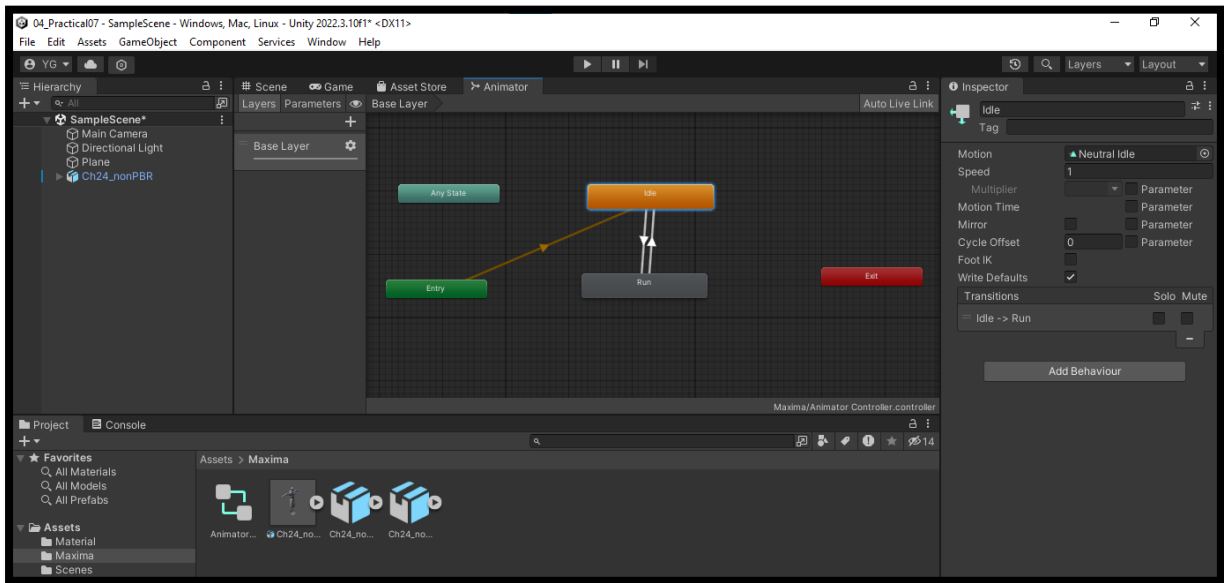 04_Practical07 - SampleScene - Windows, Mac, Linux - Unity 2022.3.10f1* <DX11>
File Edit Assets GameObject Component Services Window Help
YG
Layers Layout
Hierarchy
All
SampleScene*
Main Camera
Directional Light
Plane
Ch24_nonPBR
Scene Game Asset Store Animator
Layers Parameters Base Layer Auto Live Link
Base Layer
Any State
Idle
Entry
Run
Exit
Maxima/Animator Controller.controller
Inspector
Idle
Tag
Motion Neutral Idle
Speed 1
Multiplier Parameter
Motion Time Parameter
Mirror Parameter
Cycle Offset 0 Parameter
Foot IK
Write Defaults
Transitions Solo Mute
Idle -> Run
Add Behaviour
Project Console
14
Favorites
All Materials
All Models
All Prefabs
Assets
Material
Maxima
Scenes
Assets > Maxima
Animator... Ch24_no... Ch24_no... Ch24_no...